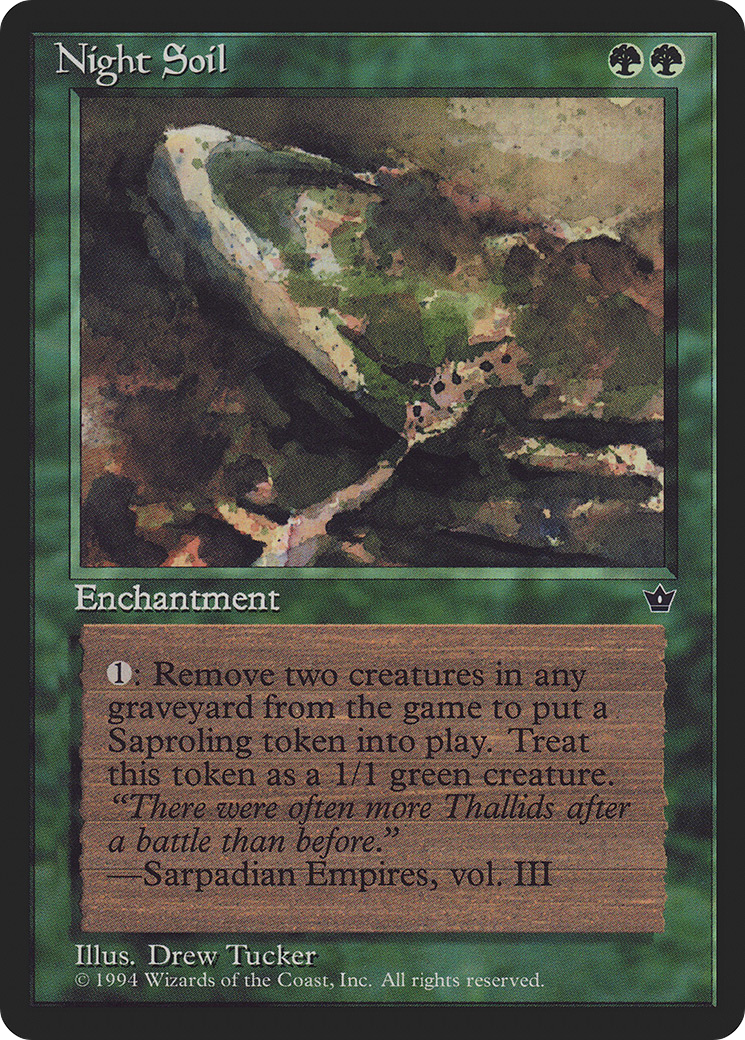 Night Soil
Enchantment
1: Remove two creatures in any
graveyard from the game to put a
Saproling token into play. Treat
this token as a 1/1 green creature.
“There were often more Thallids after
a battle than before.”
—Sarpadian Empires, vol. III
Illus. Drew Tucker
© 1994 Wizards of the Coast, Inc. All rights reserved.